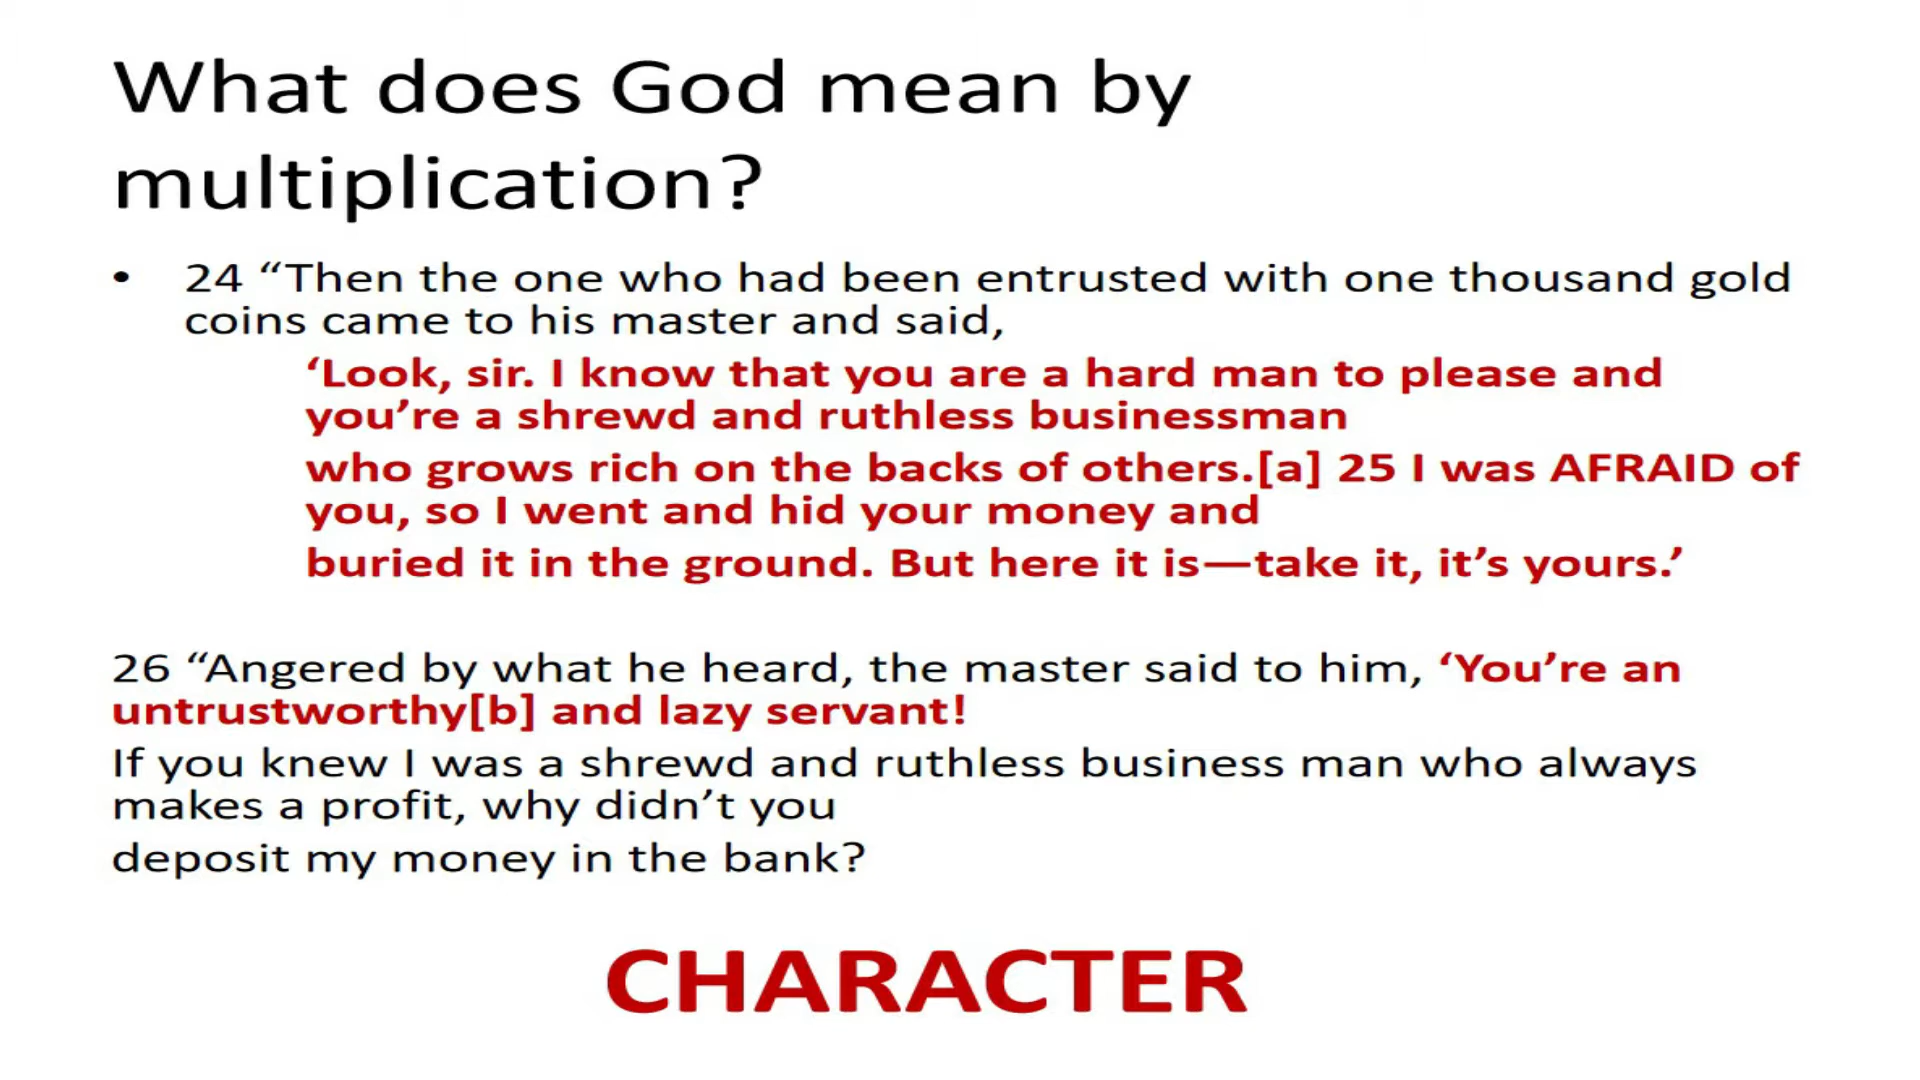 What does God mean by
multiplication?
• 24 “Then the one who had been entrusted with one thousand gold
coins came to his master and said,
‘Look, sir. I know that you are a hard man to please and
you’re a shrewd and ruthless businessman
who grows rich on the backs of others.[a] 25 I was AFRAID of
you, so I went and hid your money and
buried it in the ground. But here it is—take it, it’s yours.’
26 “Angered by what he heard, the master said to him, ‘You’re an
untrustworthy[b] and lazy servant!
If you knew I was a shrewd and ruthless business man who always
makes a profit, why didn’t you
deposit my money in the bank?
CHARACTER